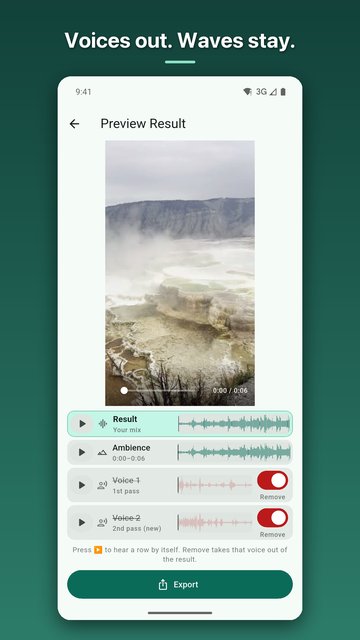 Voices out. Waves stay.
9:41
3G
Preview Result
0:00 / 0:06
Result
Your mix
Ambience
0:00–0:06
Voice 1
1st pass
Remove
Voice 2
2nd pass (new)
Remove
Press ▶️ to hear a row by itself. Remove takes that voice out of
the result.
Export